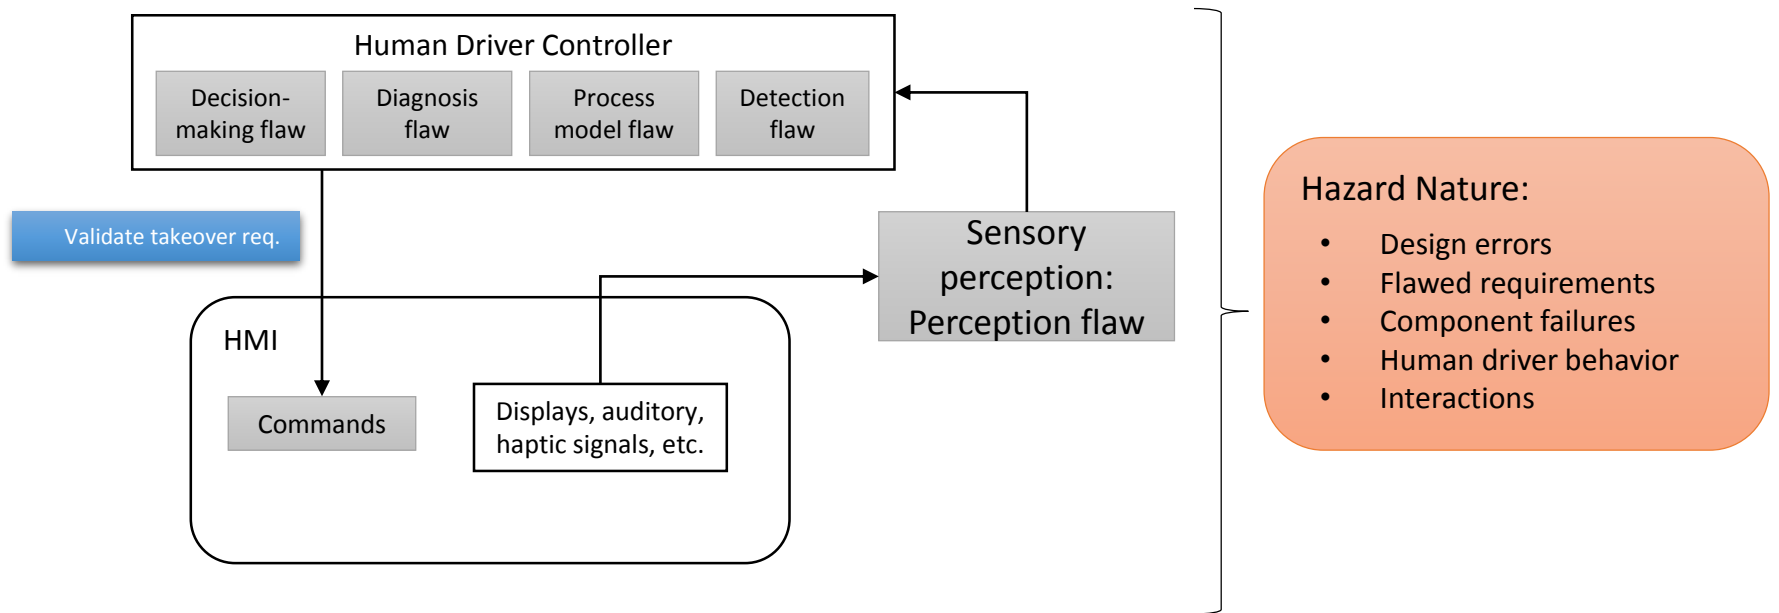 Human Driver Controller
Decision-
making flaw
Diagnosis
flaw
Process
model flaw
Detection
flaw
Validate takeover req.
Sensory
perception:
Perception flaw
HMI
Commands
Displays, auditory,
haptic signals, etc.
Hazard Nature:
• Design errors
• Flawed requirements
• Component failures
• Human driver behavior
• Interactions